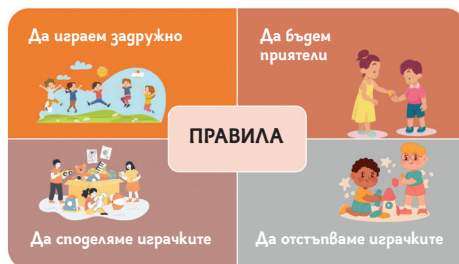 Да играем задружно
Да бъдем
приятели
ПРАВИЛА
Да споделяме играчките
Да отстъпваме играчките